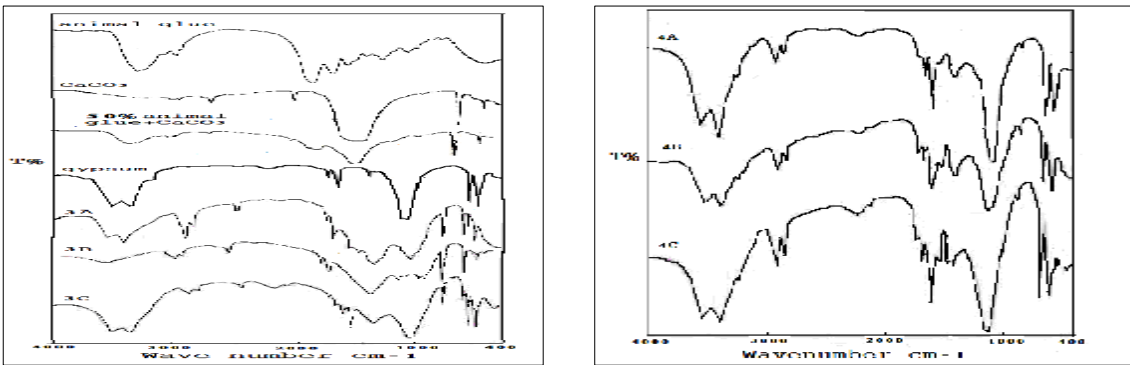 animal glue
CaCO3
50% animal
glue+CaCO3
T%
gypsum
3A
3B
3C
4000 3000 2000 1000 400
Wave number cm-1
4A
4B
T%
4C
4000 3000 2000 1000 400
Wavenumber cm-1